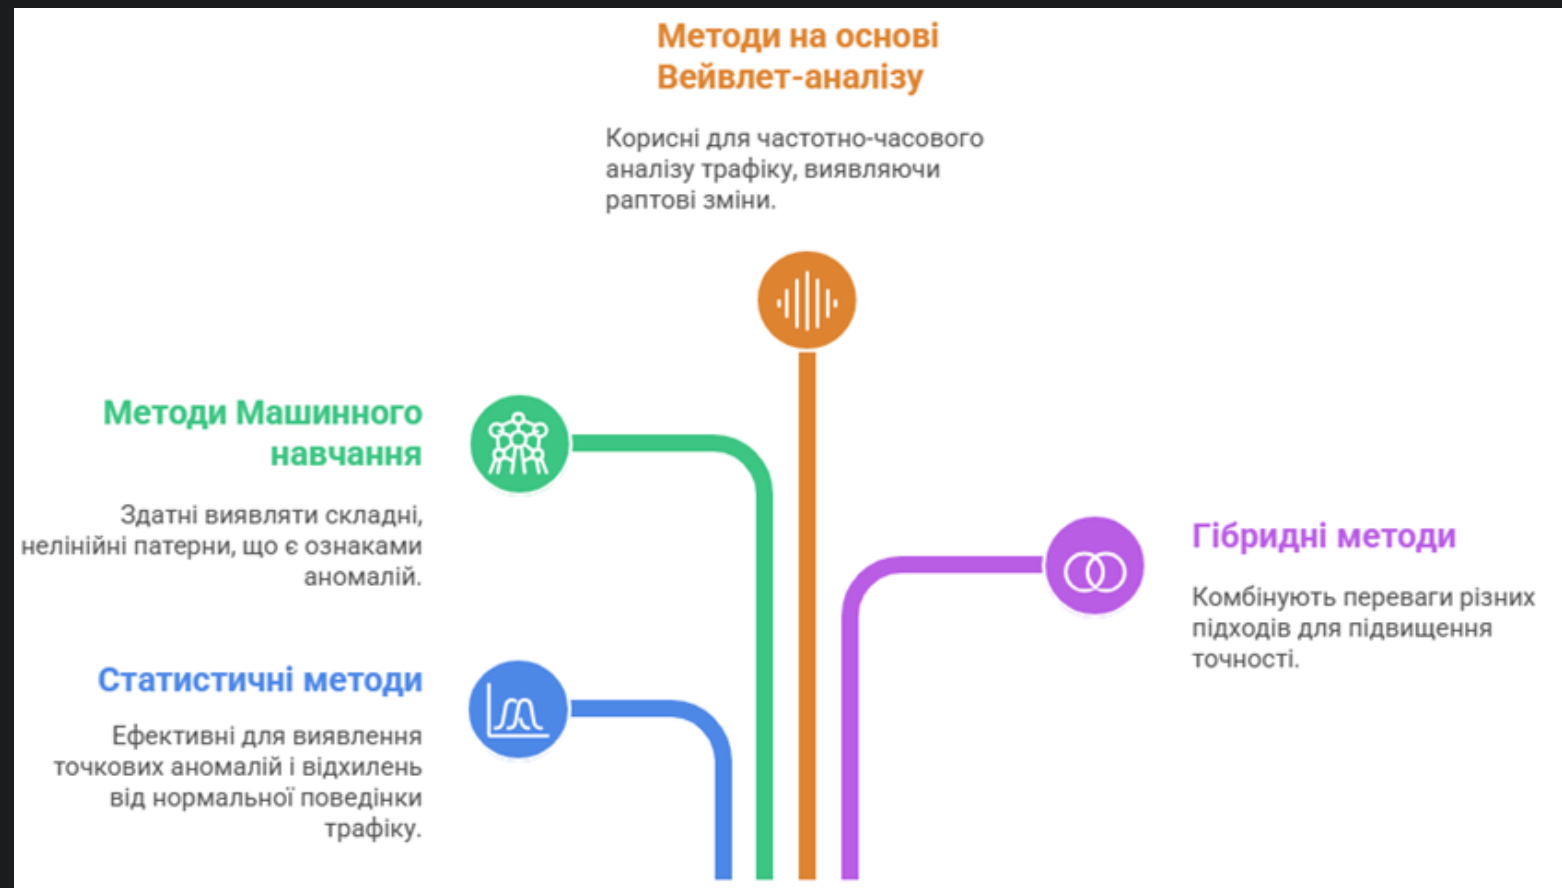 Методи на основі
Вейвлет-аналізу
Корисні для частотно-часового
аналізу трафіку, виявляючи
раптові зміни.
Методи Машинного
навчання
Здатні виявляти складні,
нелінійні патерни, що є ознаками
аномалій.
Гібридні методи
Комбінують переваги різних
підходів для підвищення
точності.
Статистичні методи
Ефективні для виявлення
точкових аномалій і відхилень
від нормальної поведінки
трафіку.